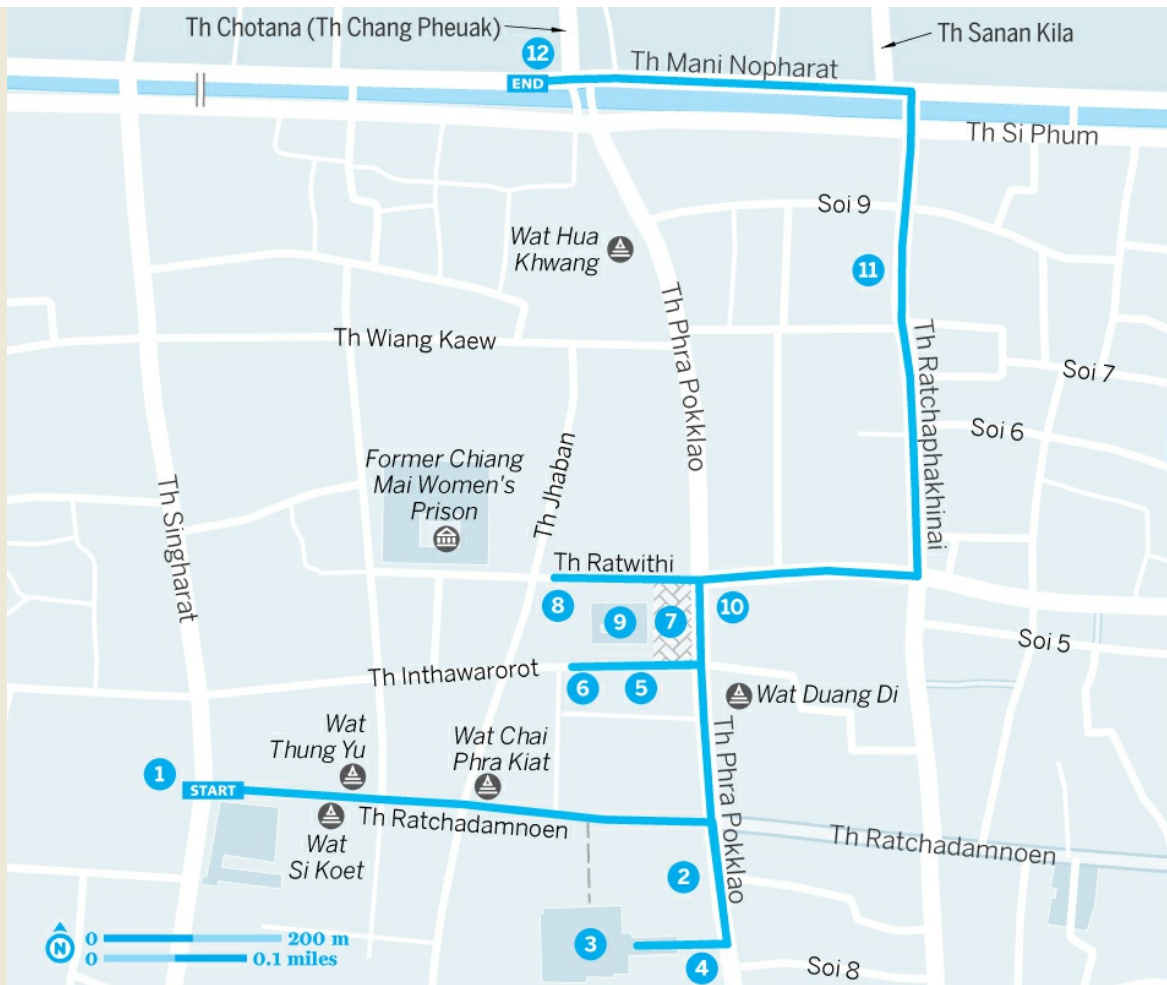 Th Chotana (Th Chang Pheuak)
Th Sanan Kila
12
END
Th Mani Nopharat
Th Si Phum
Soi 9
Wat Hua
Khwang
11
Th Phra Pokklao
Th Wiang Kaew
Th Ratchaphakhinai
Soi 7
Soi 6
Former Chiang
Mai Women's
Prison
Th Jhaban
Th Singharat
Th Ratwithi
8
9
7
10
Soi 5
Th Inthawarorot
6
5
Wat Duang Di
Wat
Thung Yu
Wat Chai
Phra Kiat
1
START
Th Phra Pokklao
Th Ratchadamnoen
Th Ratchadamnoen
Wat
Si Koet
2
3
4
Soi 8
N
0 200 m
0 0.1 miles